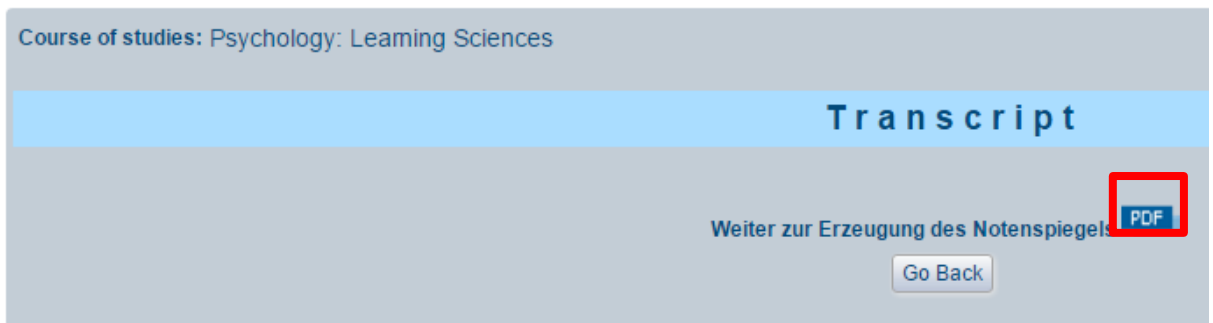 Course of studies: Psychology: Learning Sciences
Transcript
PDF
Weiter zur Erzeugung des Notenspiegels
Go Back